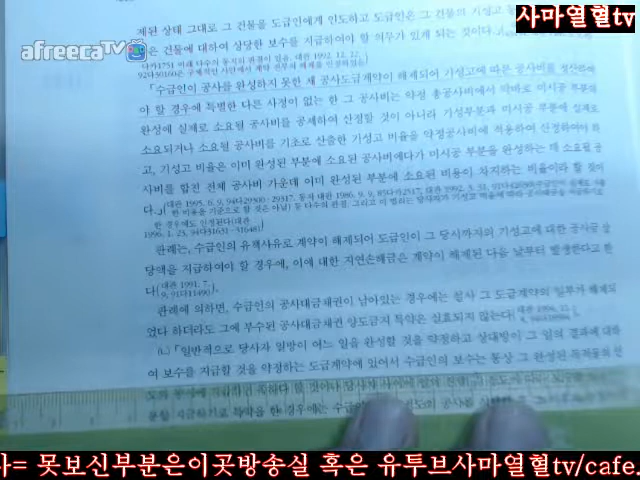 사마열혈tv
afreecaTV
제된 상태 그대로 그 건물을 도급인에게 인도하고 도급인은 그 건물의 기성고
은 건물에 대하여 상당한 보수를 지급하여야 할 의무가 있게 되는 것이다.
「수급인이 공사를 완성하지 못한 채 공사도급계약이 해제되어 기성고에 따른 공사비를 정산하여
야 할 경우에 특별한 다른 사정이 없는 한 그 공사비는 약정 총공사비에서 막바로 미시공 부분의
완성에 실제로 소요될 공사비를 공제하여 산정할 것이 아니라 기성부분과 미시공 부분에 실제로
소요되거나 소요될 공사비를 기초로 산출한 기성고 비율을 약정공사비에 적용하여 산정하여야 하
고, 기성고 비율은 이미 완성된 부분에 소요된 공사비에다가 미시공 부분을 완성하는 데 소요될 공
사비를 합친 전체 공사비 가운데 이미 완성된 부분에 소요된 비용이 차지하는 비율이라 할 것이
다.」
판례는, 수급인의 유책사유로 계약이 해제되어 도급인이 그 당시까지의 기성고에 대한 공사금 상
당액을 지급하여야 할 경우에, 이에 대한 지연손해금은 계약이 해제된 다음 날부터 발생한다고 한
다(대판 1991. 7. 9, 91다11490).
판례에 의하면, 수급인의 공사대금채권이 남아있는 경우에는 설사 그 도급계약의 일부가 해제되
었다 하더라도 그에 부수된 공사대금채권 양도금지 특약은 실효되지 않는다
(ㄴ) 「일반적으로 당사자 일방이 어느 일을 완성할 것을 약정하고 상대방이 그 일의 결과에 대하
여 보수를 지급할 것을 약정하는 도급계약에 있어서 수급인의 보수는 통상 그 완성된 목적물의 인
= 못보신부분은이곳방송실 혹은 유투브사마열혈tv/cafe.